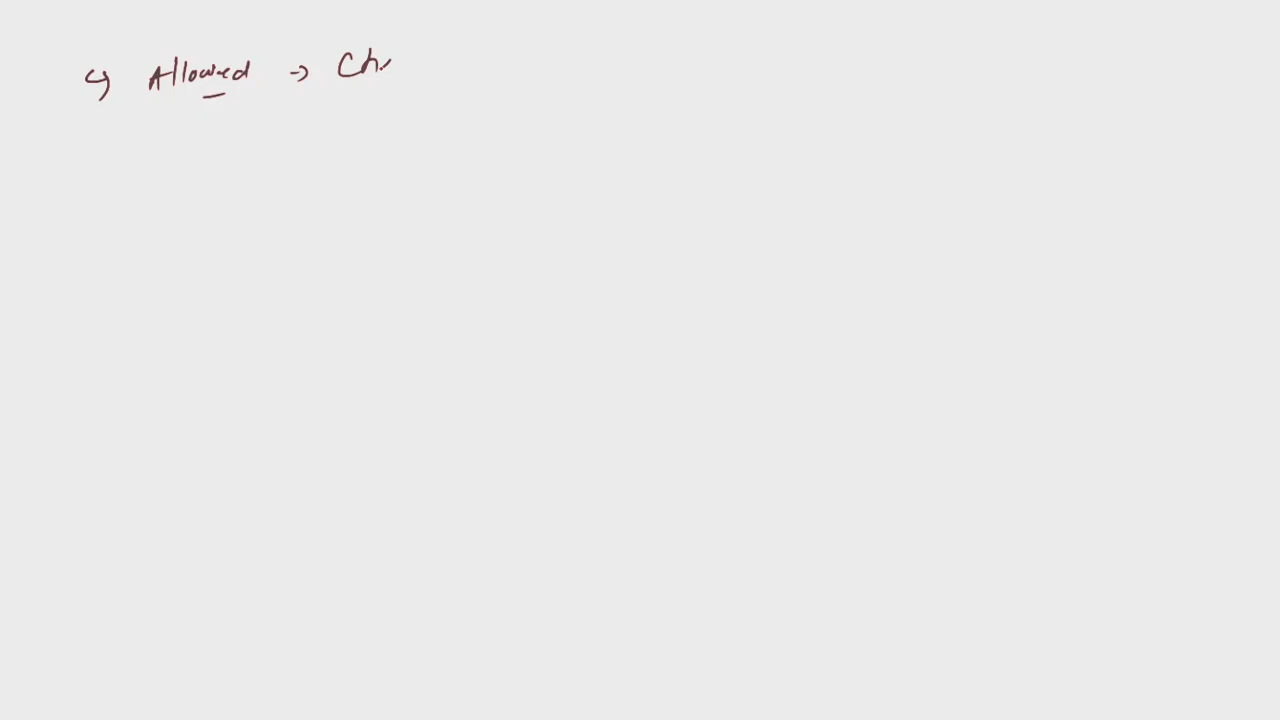 ↪ Allowed → Ch